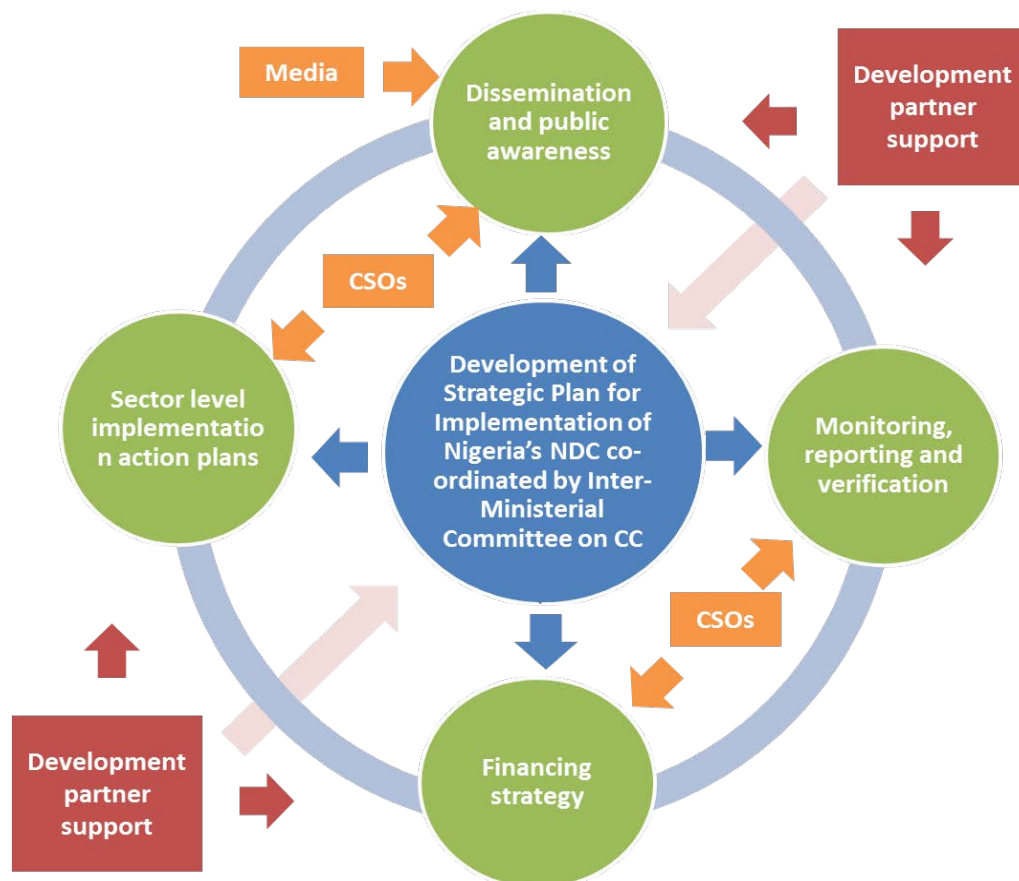 Media
Dissemination
and public
awareness
Development
partner
support
CSOs
Sector level
implementatio
n action plans
Development of
Strategic Plan for
Implementation of
Nigeria’s NDC co-
ordinated by Inter-
Ministerial
Committee on CC
Monitoring,
reporting and
verification
CSOs
Development
partner
support
Financing
strategy